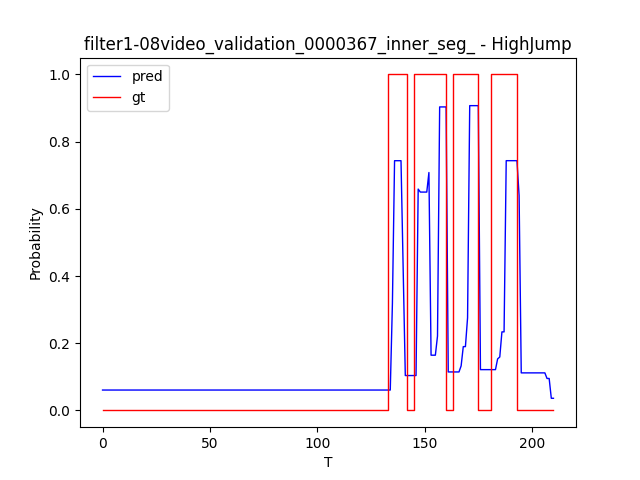 filter1-08video_validation_0000367_inner_seg_ - HighJump
pred
gt
1.0
0.8
0.6
0.4
0.2
0.0
Probability
0
50
100
150
200
T